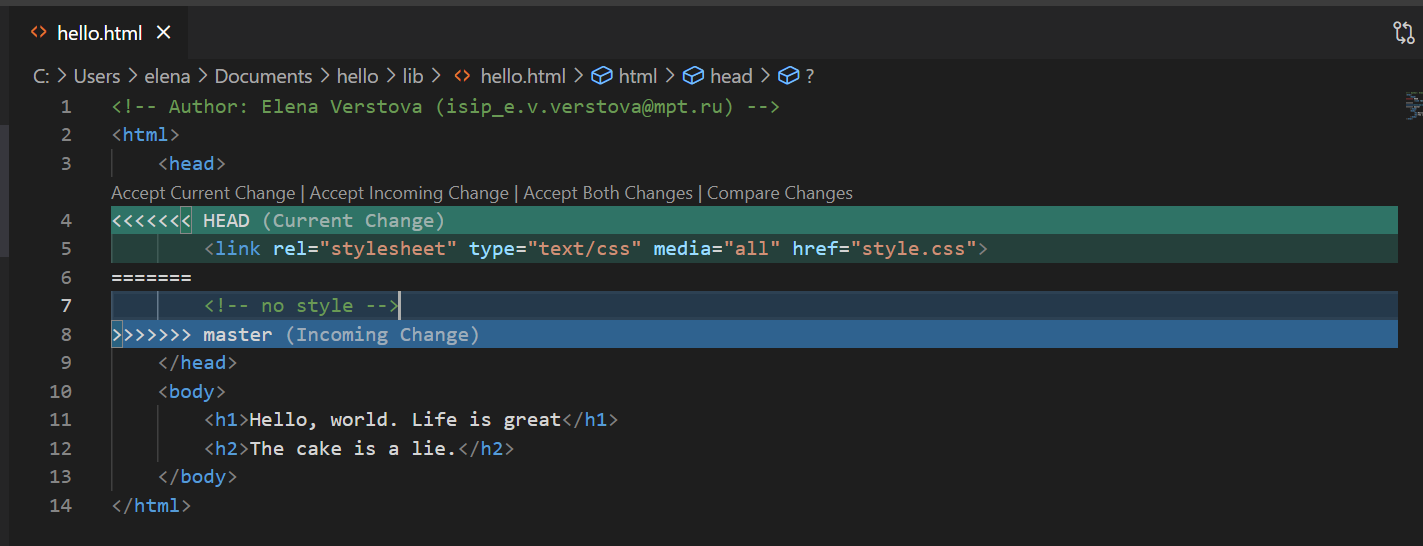 hello.html
C: > Users > elena > Documents > hello > lib > hello.html > html > head > ?
1 <!-- Author: Elena Verstova (isip_e.v.verstova@mpt.ru) -->
2 <html>
3 <head>
Accept Current Change | Accept Incoming Change | Accept Both Changes | Compare Changes
4 <<<<<<< HEAD (Current Change)
5 <link rel="stylesheet" type="text/css" media="all" href="style.css">
6 =======
7 <!-- no style -->
8 >>>>>>> master (Incoming Change)
9 </head>
10 <body>
11 <h1>Hello, world. Life is great</h1>
12 <h2>The cake is a lie.</h2>
13 </body>
14 </html>